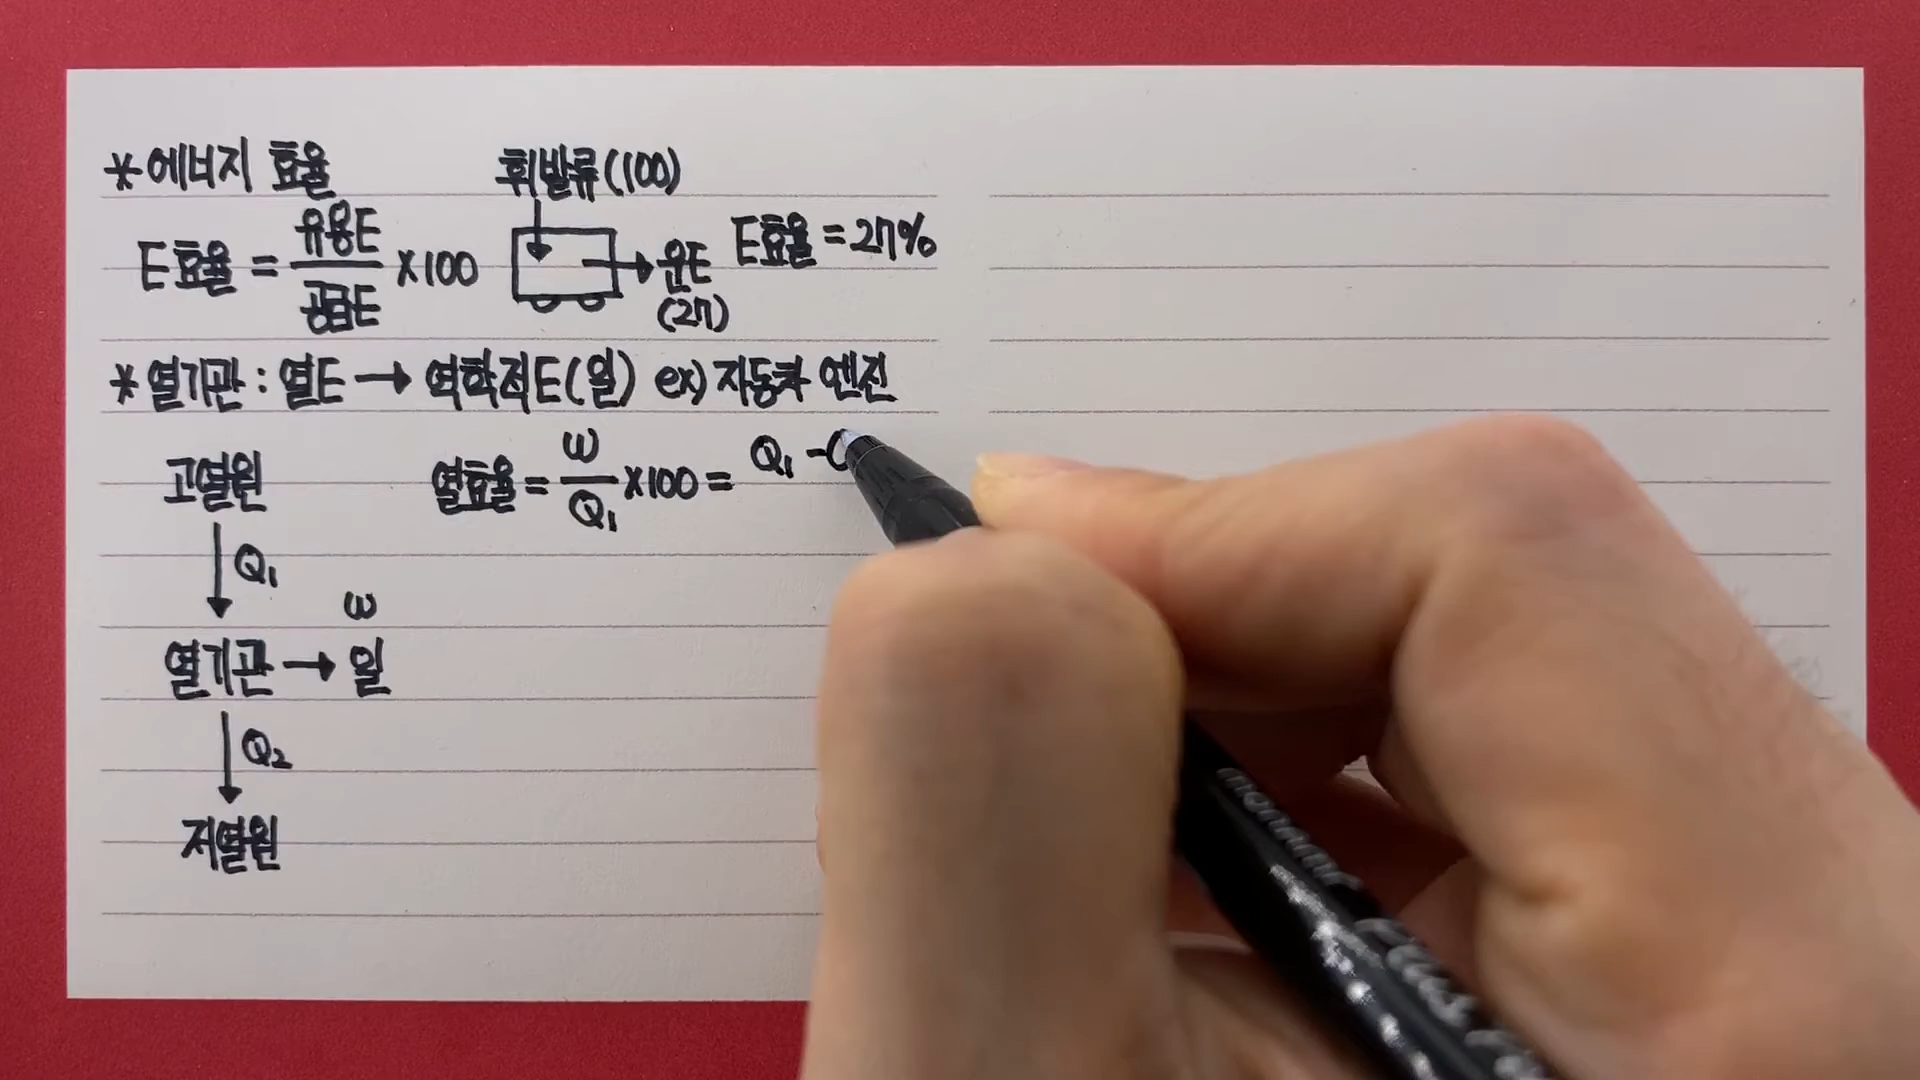 *에너지 효율
E효율 = 유용E / 공급E ×100
휘발류(100)
운E
(27)
E효율 = 27%
*열기관 : 열E → 역학적E(일) ex) 자동차 엔진
고열원
↓ Q₁
열기관 → 일
ω
↓ Q₂
저열원
열효율 = ω / Q₁ ×100 = Q₁ -
monami
Plus